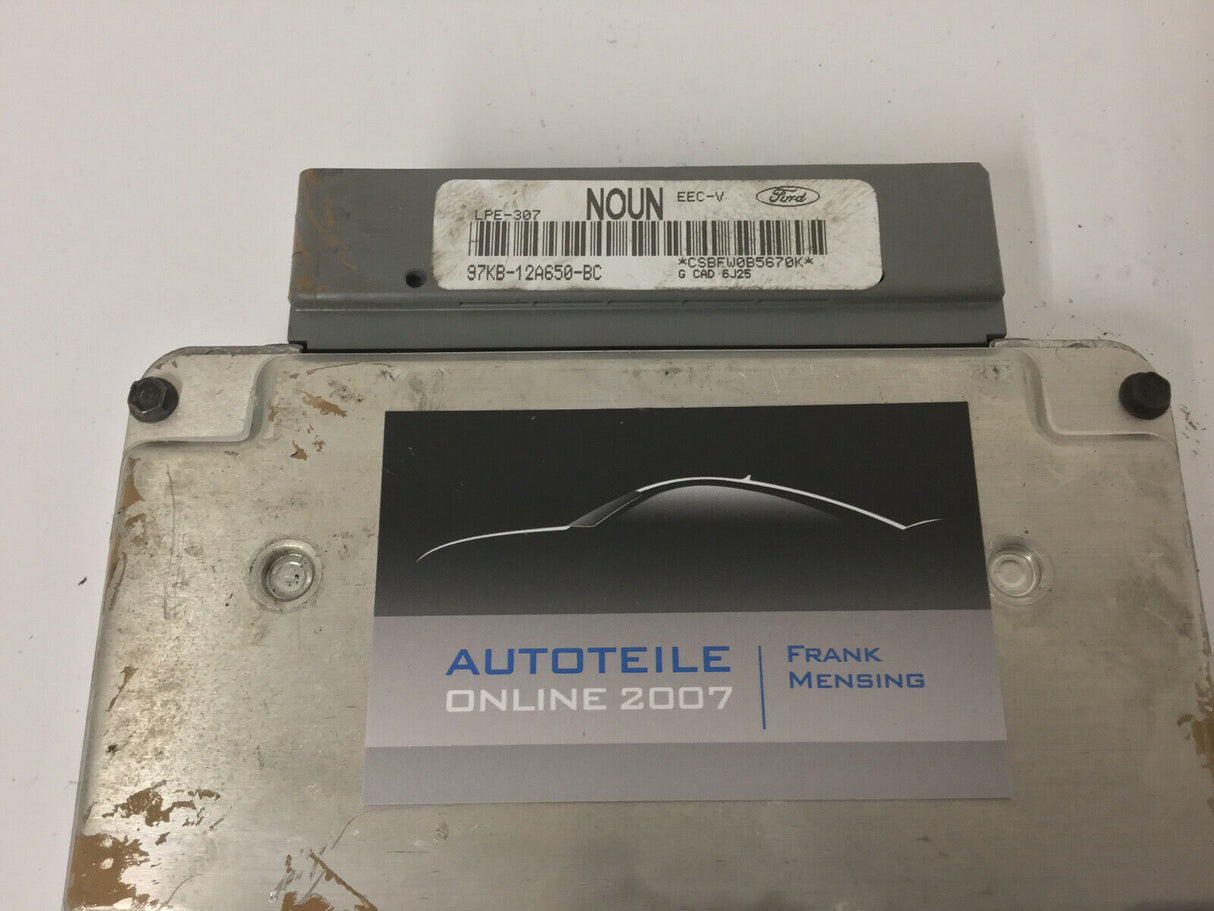 NOUN EEC-V Ford
LPE-307
*CSBFW0B5670K*
97KB-12A650-BC
G CAD 6J25
AUTOTEILE
ONLINE 2007
FRANK
MENSING